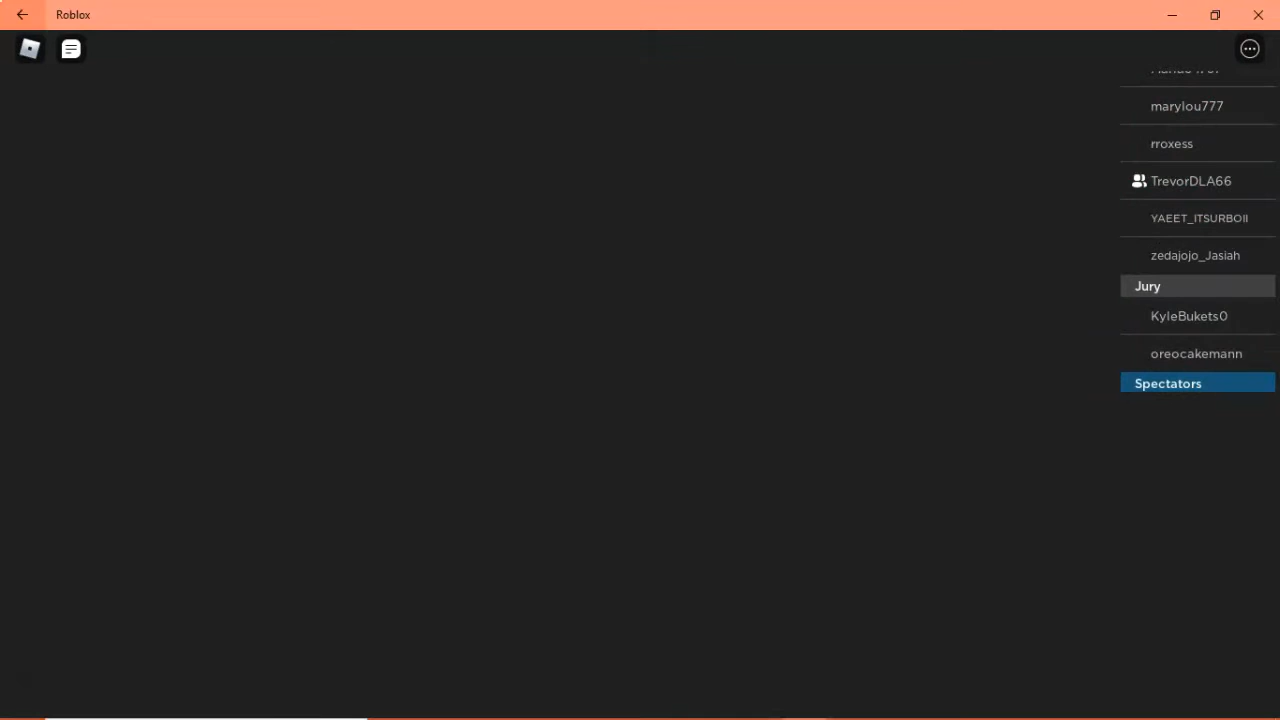 Roblox
marylou777
rroxess
TrevorDLA66
YAEET_ITSURBOII
zedajojo_Jasiah
Jury
KyleBukets0
oreocakemann
Spectators